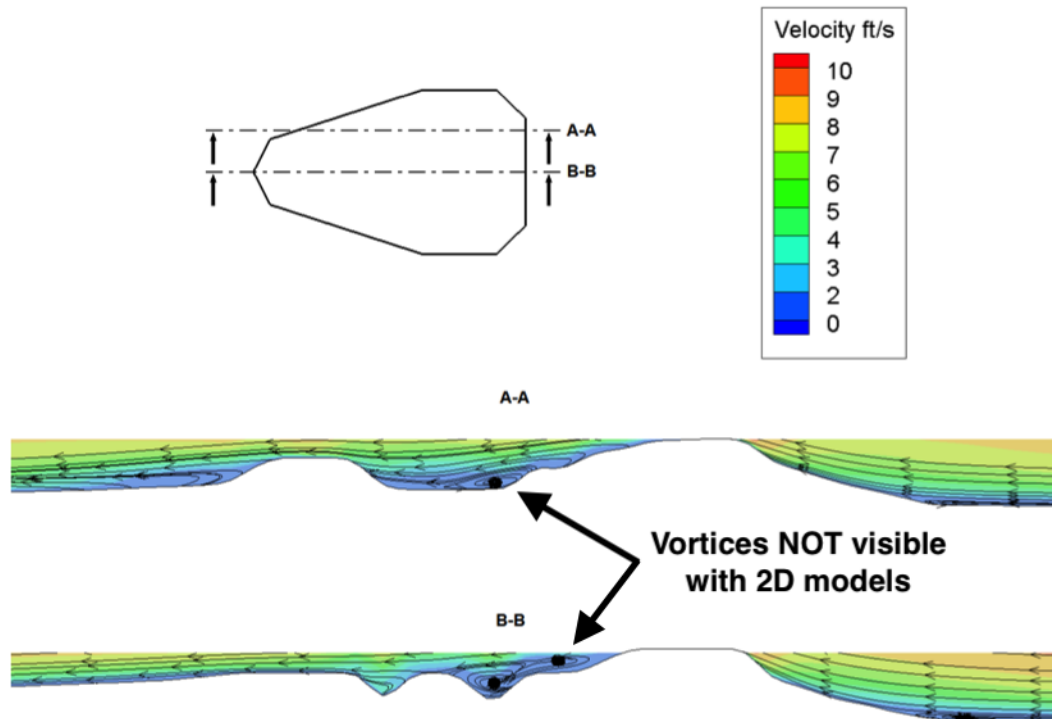 Velocity ft/s
10
9
8
7
6
5
4
3
2
0
A-A
B-B
A-A
Vortices NOT visible
with 2D models
B-B